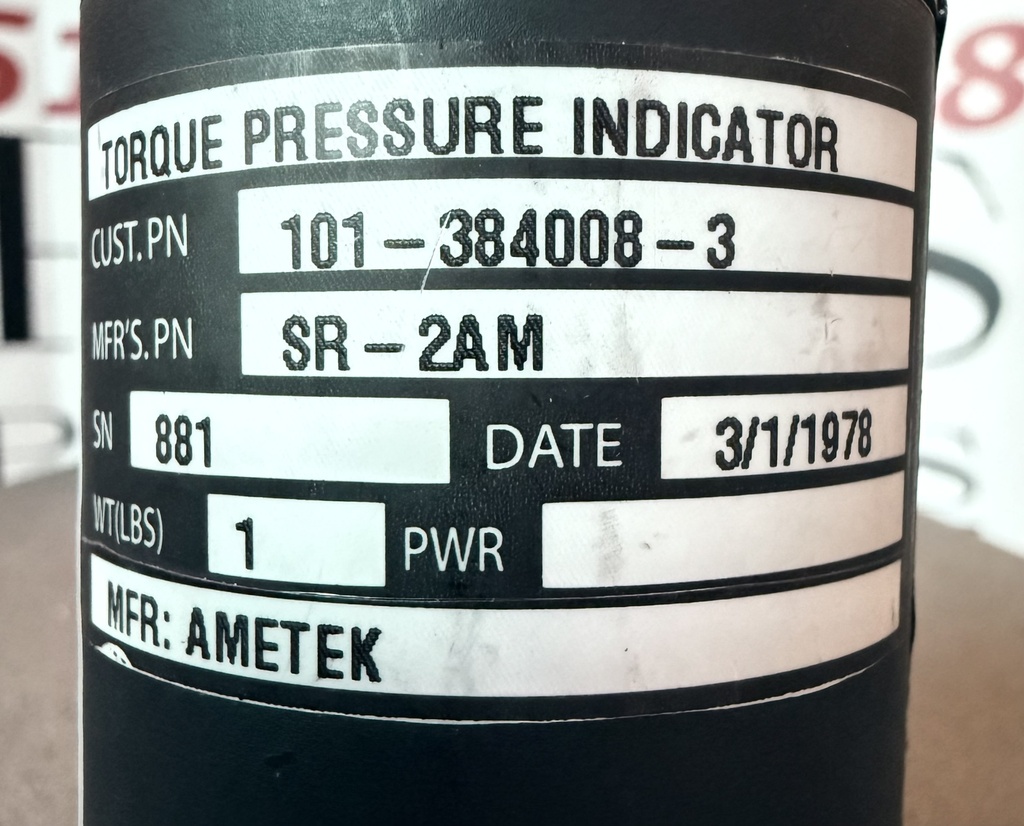 TORQUE PRESSURE INDICATOR
CUST. PN 101-384008-3
MFR'S. PN SR-2AM
SN 881 DATE 3/1/1978
WT(LBS) 1 PWR
MFR: AMETEK